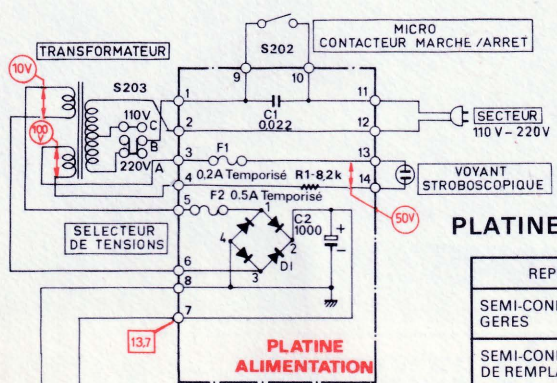 MICRO
CONTACTEUR MARCHE/ARRET
S202
TRANSFORMATEUR
10V
S203
9
10
1
11
C1
0,022
110V
C
100V
2
12
B
SECTEUR
110V-220V
220V
A
3
F1
13
0,2A Temporisé
R1-8,2k
4
14
VOYANT
STROBOSCOPIQUE
F2 0.5A Temporisé
5
50V
SELECTEUR
DE TENSIONS
1
C2
1000
4
2
+
-
3
D1
6
8
7
13,7
PLATINE
ALIMENTATION
PLATINE
REP
SEMI-CON
GERES
SEMI-CON
DE REMPLA